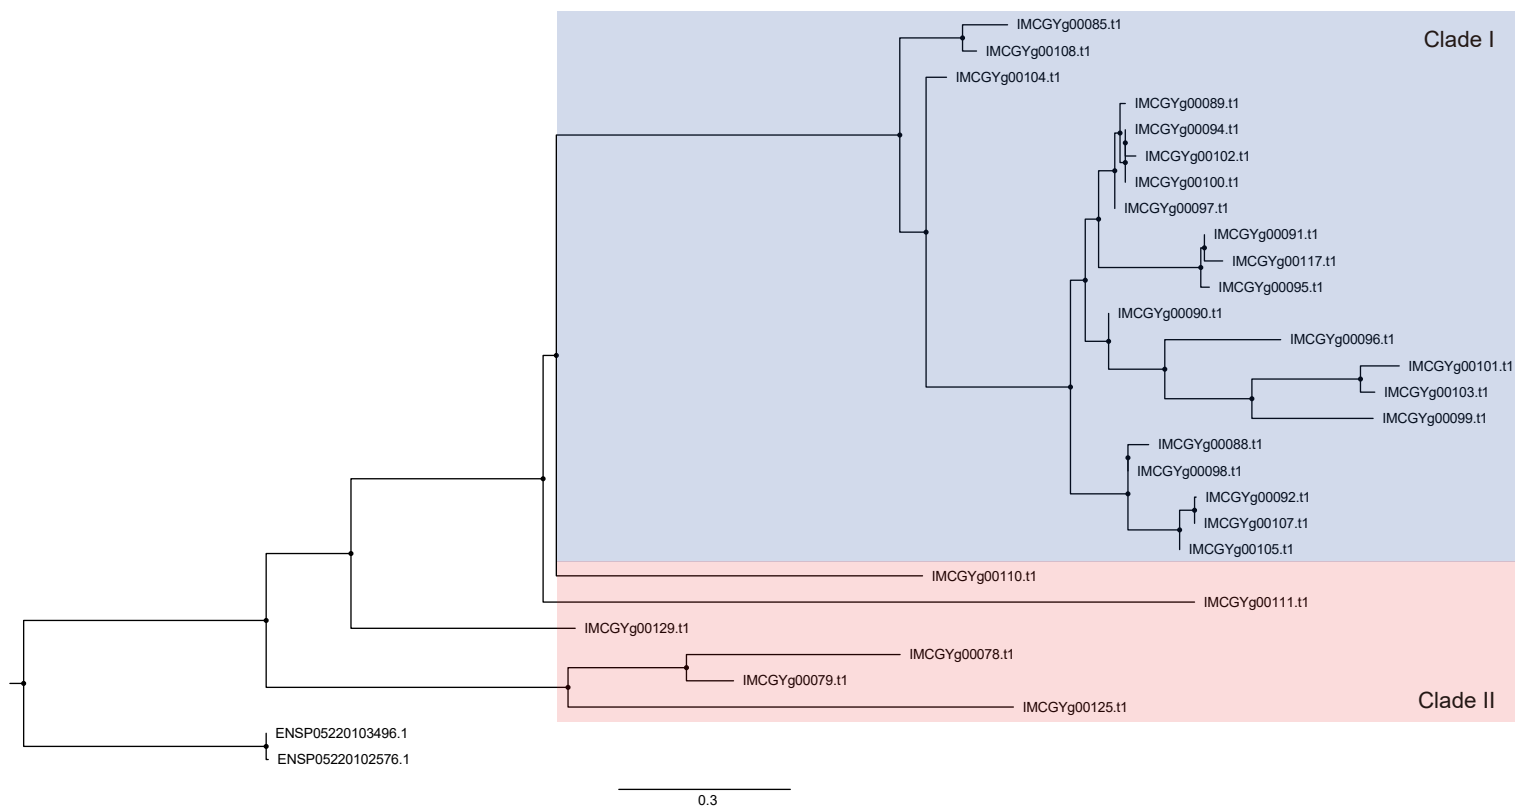 IMCGYg00085.t1
Clade I
IMCGYg00108.t1
IMCGYg00104.t1
IMCGYg00089.t1
IMCGYg00094.t1
IMCGYg00102.t1
IMCGYg00100.t1
IMCGYg00097.t1
IMCGYg00091.t1
IMCGYg00117.t1
IMCGYg00095.t1
IMCGYg00090.t1
IMCGYg00096.t1
IMCGYg00101.t1
IMCGYg00103.t1
IMCGYg00099.t1
IMCGYg00088.t1
IMCGYg00098.t1
IMCGYg00092.t1
IMCGYg00107.t1
IMCGYg00105.t1
IMCGYg00110.t1
IMCGYg00111.t1
IMCGYg00129.t1
IMCGYg00078.t1
IMCGYg00079.t1
Clade II
IMCGYg00125.t1
ENSP05220103496.1
ENSP05220102576.1
0.3